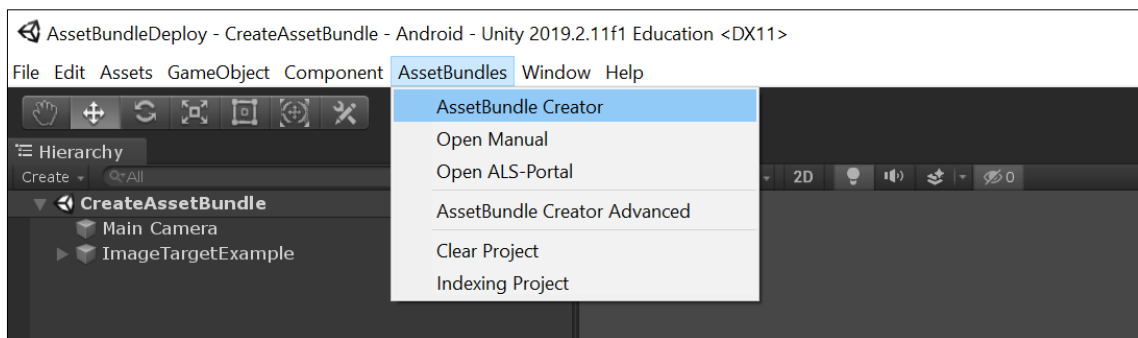 AssetBundleDeploy - CreateAssetBundle - Android - Unity 2019.2.11f1 Education <DX11>
File Edit Assets GameObject Component AssetBundles Window Help
AssetBundle Creator
Open Manual
Open ALS-Portal
AssetBundle Creator Advanced
Clear Project
Indexing Project
Hierarchy
Create All
2D 0
CreateAssetBundle
Main Camera
ImageTargetExample